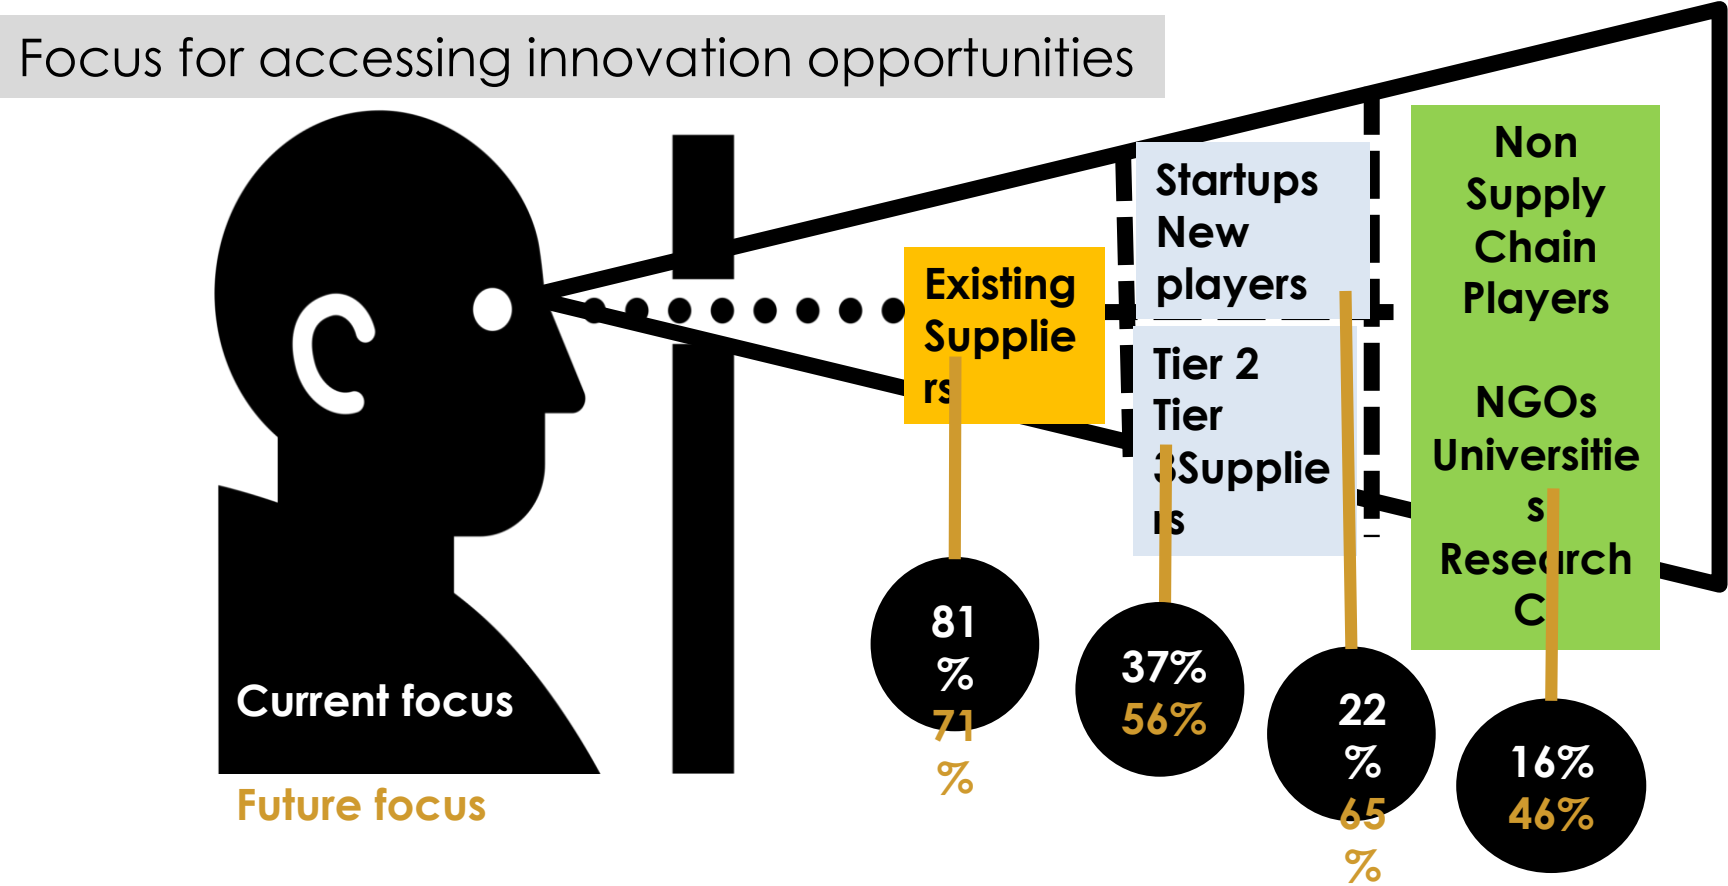 Focus for accessing innovation opportunities
Existing
Supplie
rs
Startups
New
players
Tier 2
Tier
3Supplie
rs
Non
Supply
Chain
Players
NGOs
Universitie
s
Research
C
81
%
71
%
37%
56%
22
%
65
%
16%
46%
Current focus
Future focus